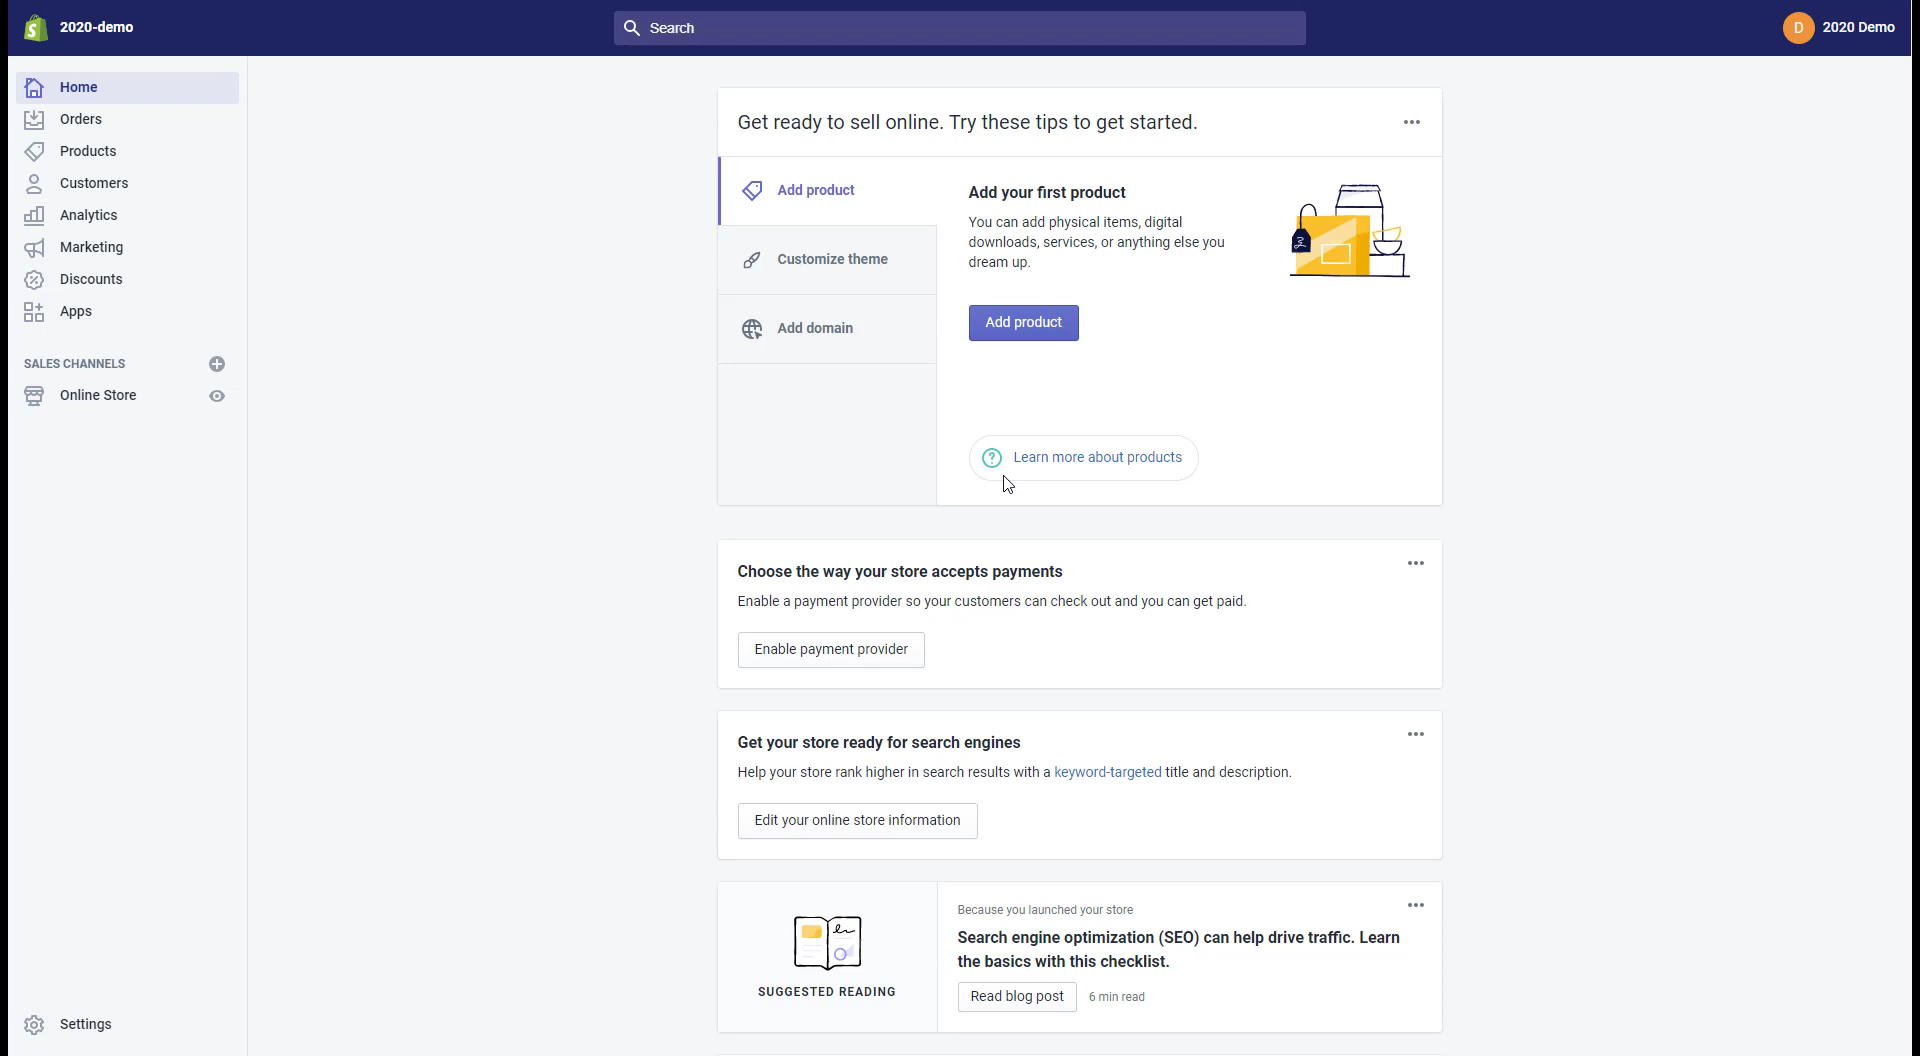 2020-demo
Search
D
2020 Demo
Home
Orders
Products
Customers
Analytics
Marketing
Discounts
Apps
SALES CHANNELS
Online Store
Settings
Get ready to sell online. Try these tips to get started.
Add product
Customize theme
Add domain
Add your first product
You can add physical items, digital
downloads, services, or anything else you
dream up.
Add product
Learn more about products
Choose the way your store accepts payments
Enable a payment provider so your customers can check out and you can get paid.
Enable payment provider
Get your store ready for search engines
Help your store rank higher in search results with a keyword-targeted title and description.
Edit your online store information
SUGGESTED READING
Because you launched your store
Search engine optimization (SEO) can help drive traffic. Learn
the basics with this checklist.
Read blog post
6 min read